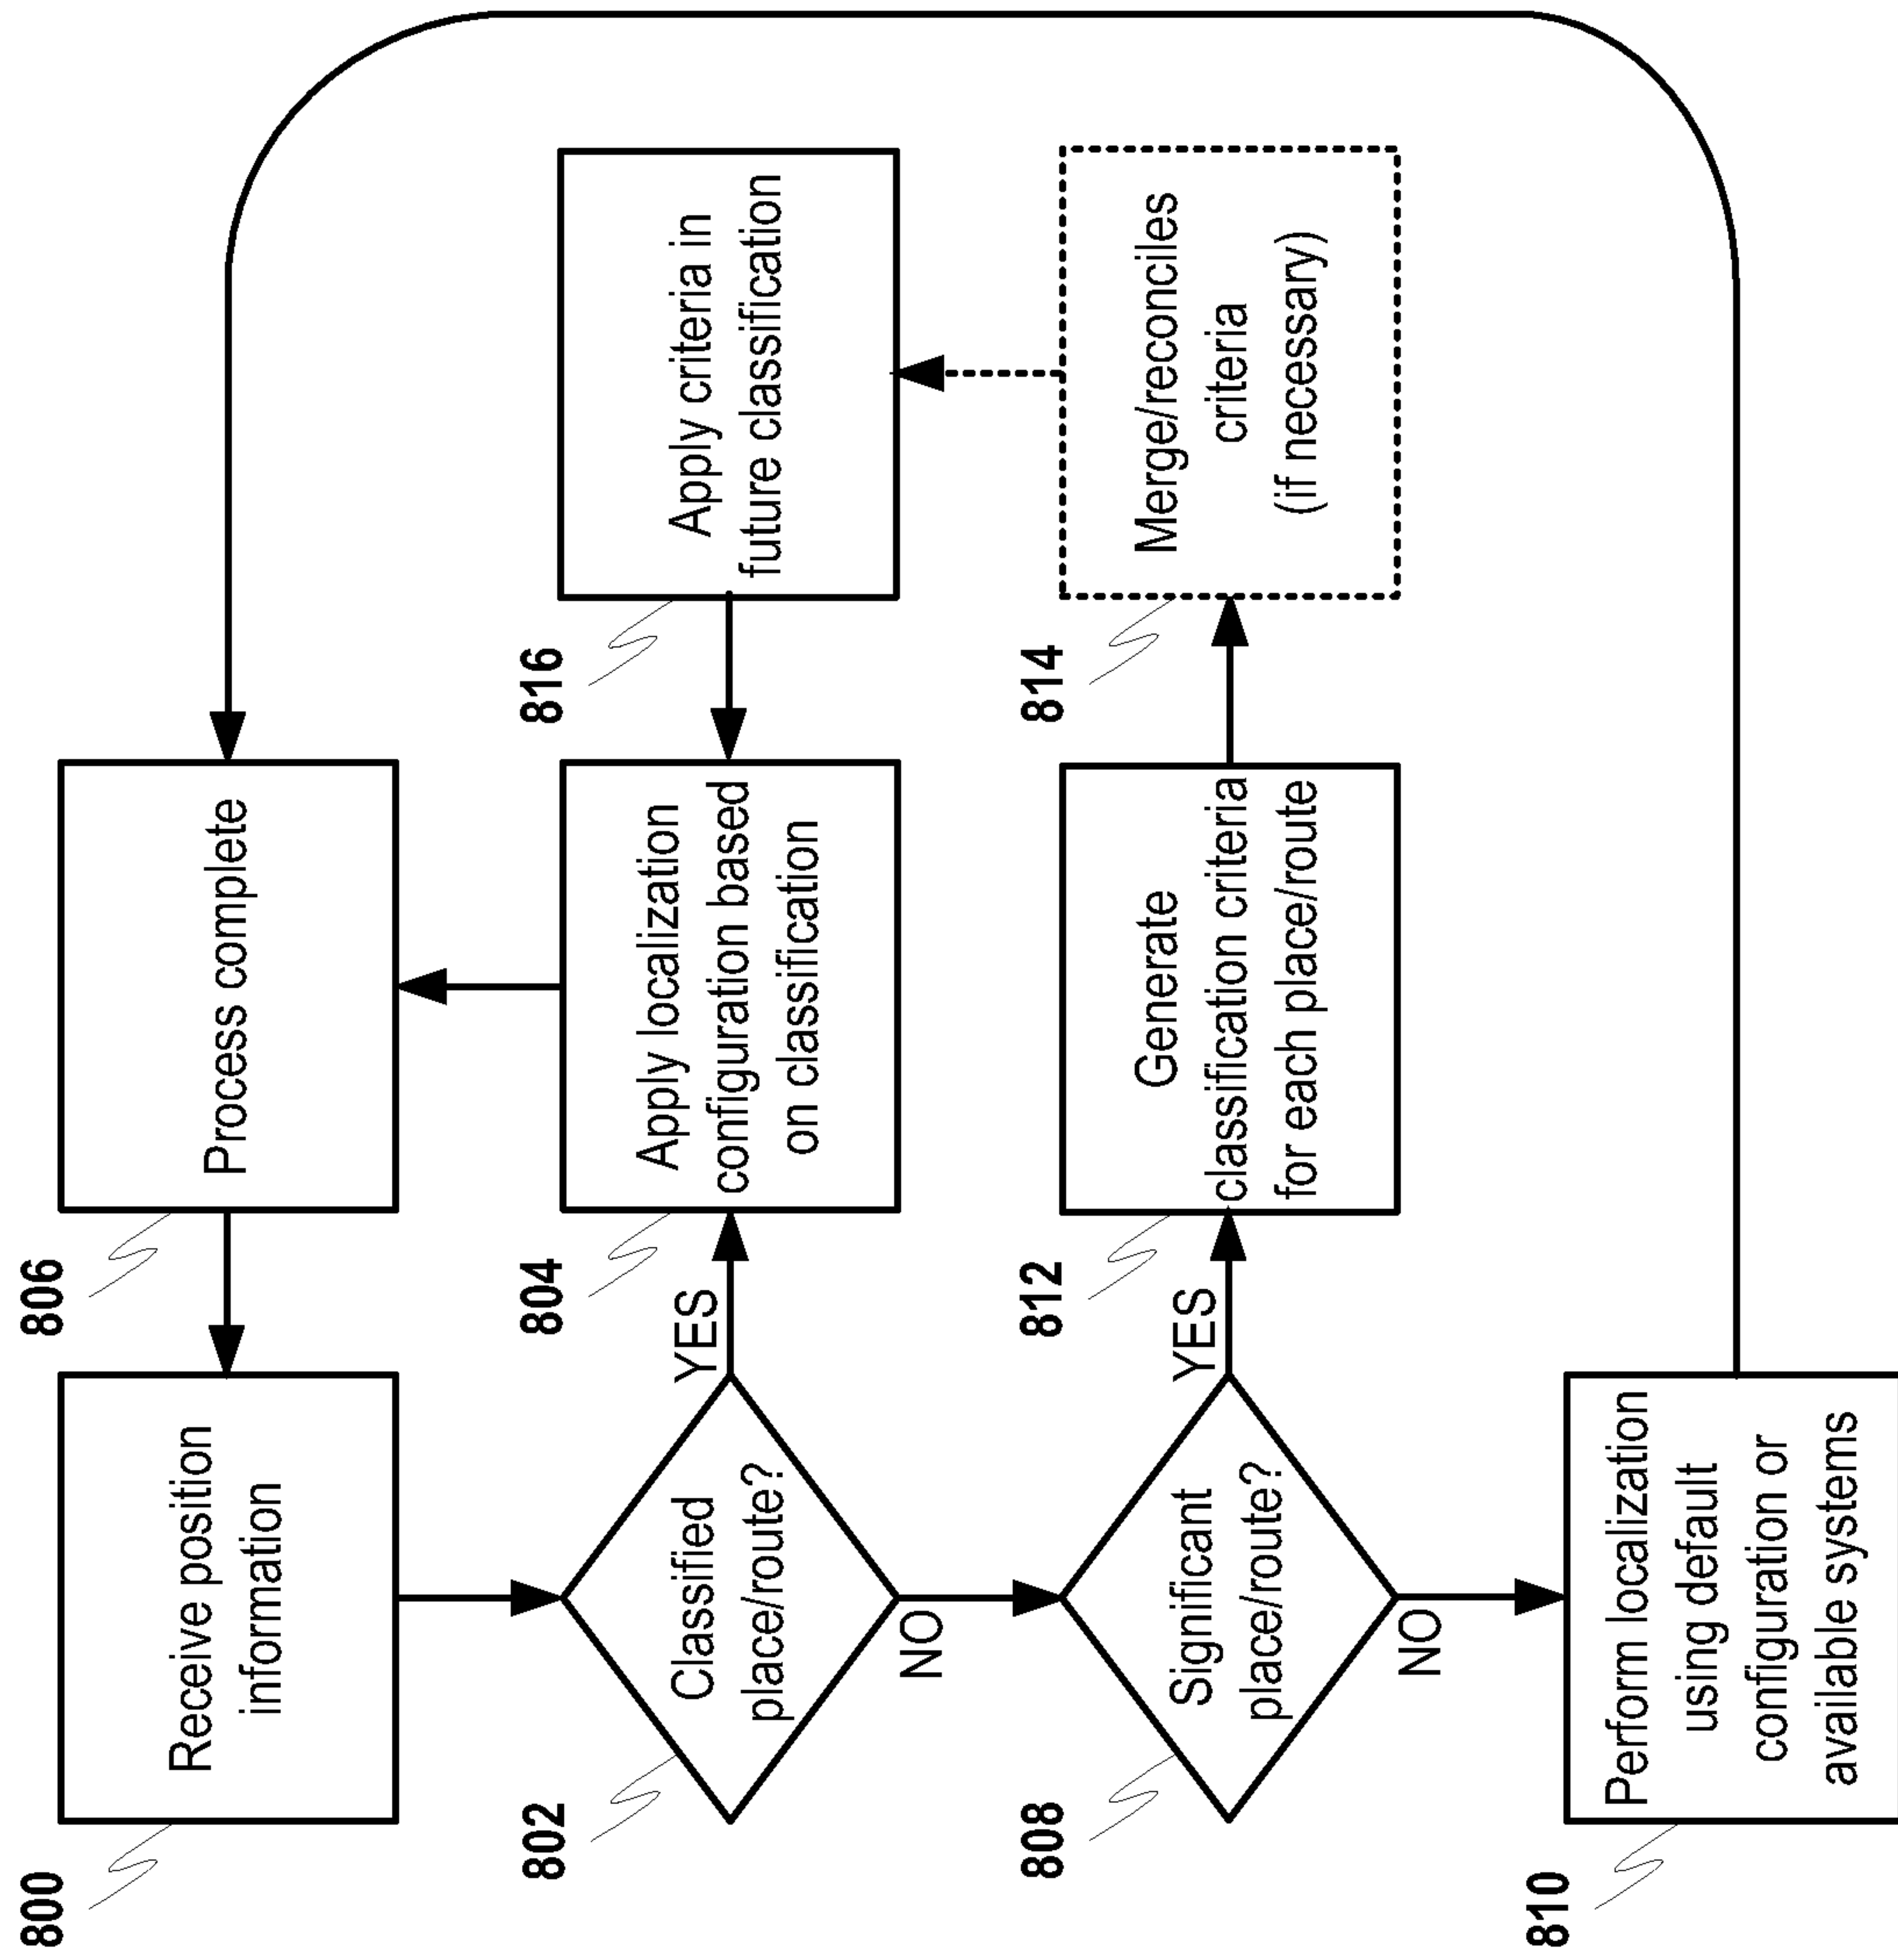 800
Receive position
information
806
Process complete
802
Classified
place/route?
YES
NO
804
Apply localization
configuration based
on classification
816
Apply criteria in
future classification
808
Significant
place/route?
YES
NO
812
Generate
classification criteria
for each place/route
814
Merge/reconciles
criteria
(if necessary)
810
Perform localization
using default
configuration or
available systems